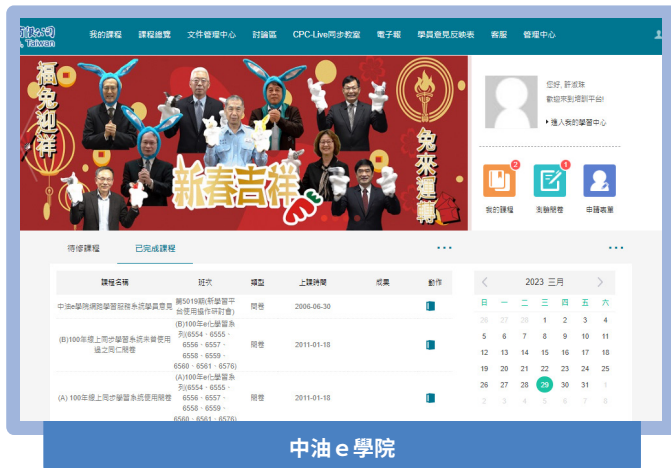 Taiwan
我的課程 課程總覽 文件管理中心 討論區 CPC-Live同步教室 電子報 學員意見反映表 客服 管理中心
福兔迎祥
新春吉祥
兔來運轉
您好, 許淑珠
歡迎來到培訓平台!
進入我的學習中心
2
1
我的課程 測驗問卷 申請表單
待修課程 已完成課程
課程名稱 班次 類型 上課時間 成果 動作
中油e學院網路學習服務系統學員意見 開5019期(新學習平台使用操作研討會) 問卷 2006-06-30
(B)100年線上同步學習系統未曾使用過之同仁問卷 (B)100年e化學習系列(6554、6555、6556、6557、6558、6559、6560、6561、6576) 問卷 2011-01-18
(A) 100年線上同步學習系統使用問卷 (A)100年e化學習系列(6554、6555、6556、6557、6558、6559、6560、6561、6576) 問卷 2011-01-18
2023 三月
日 一 二 三 四 五 六
26 27 28 1 2 3 4
5 6 7 8 9 10 11
12 13 14 15 16 17 18
19 20 21 22 23 24 25
26 27 28 29 30 31 1
2 3 4 5 6 7 8
中油e學院